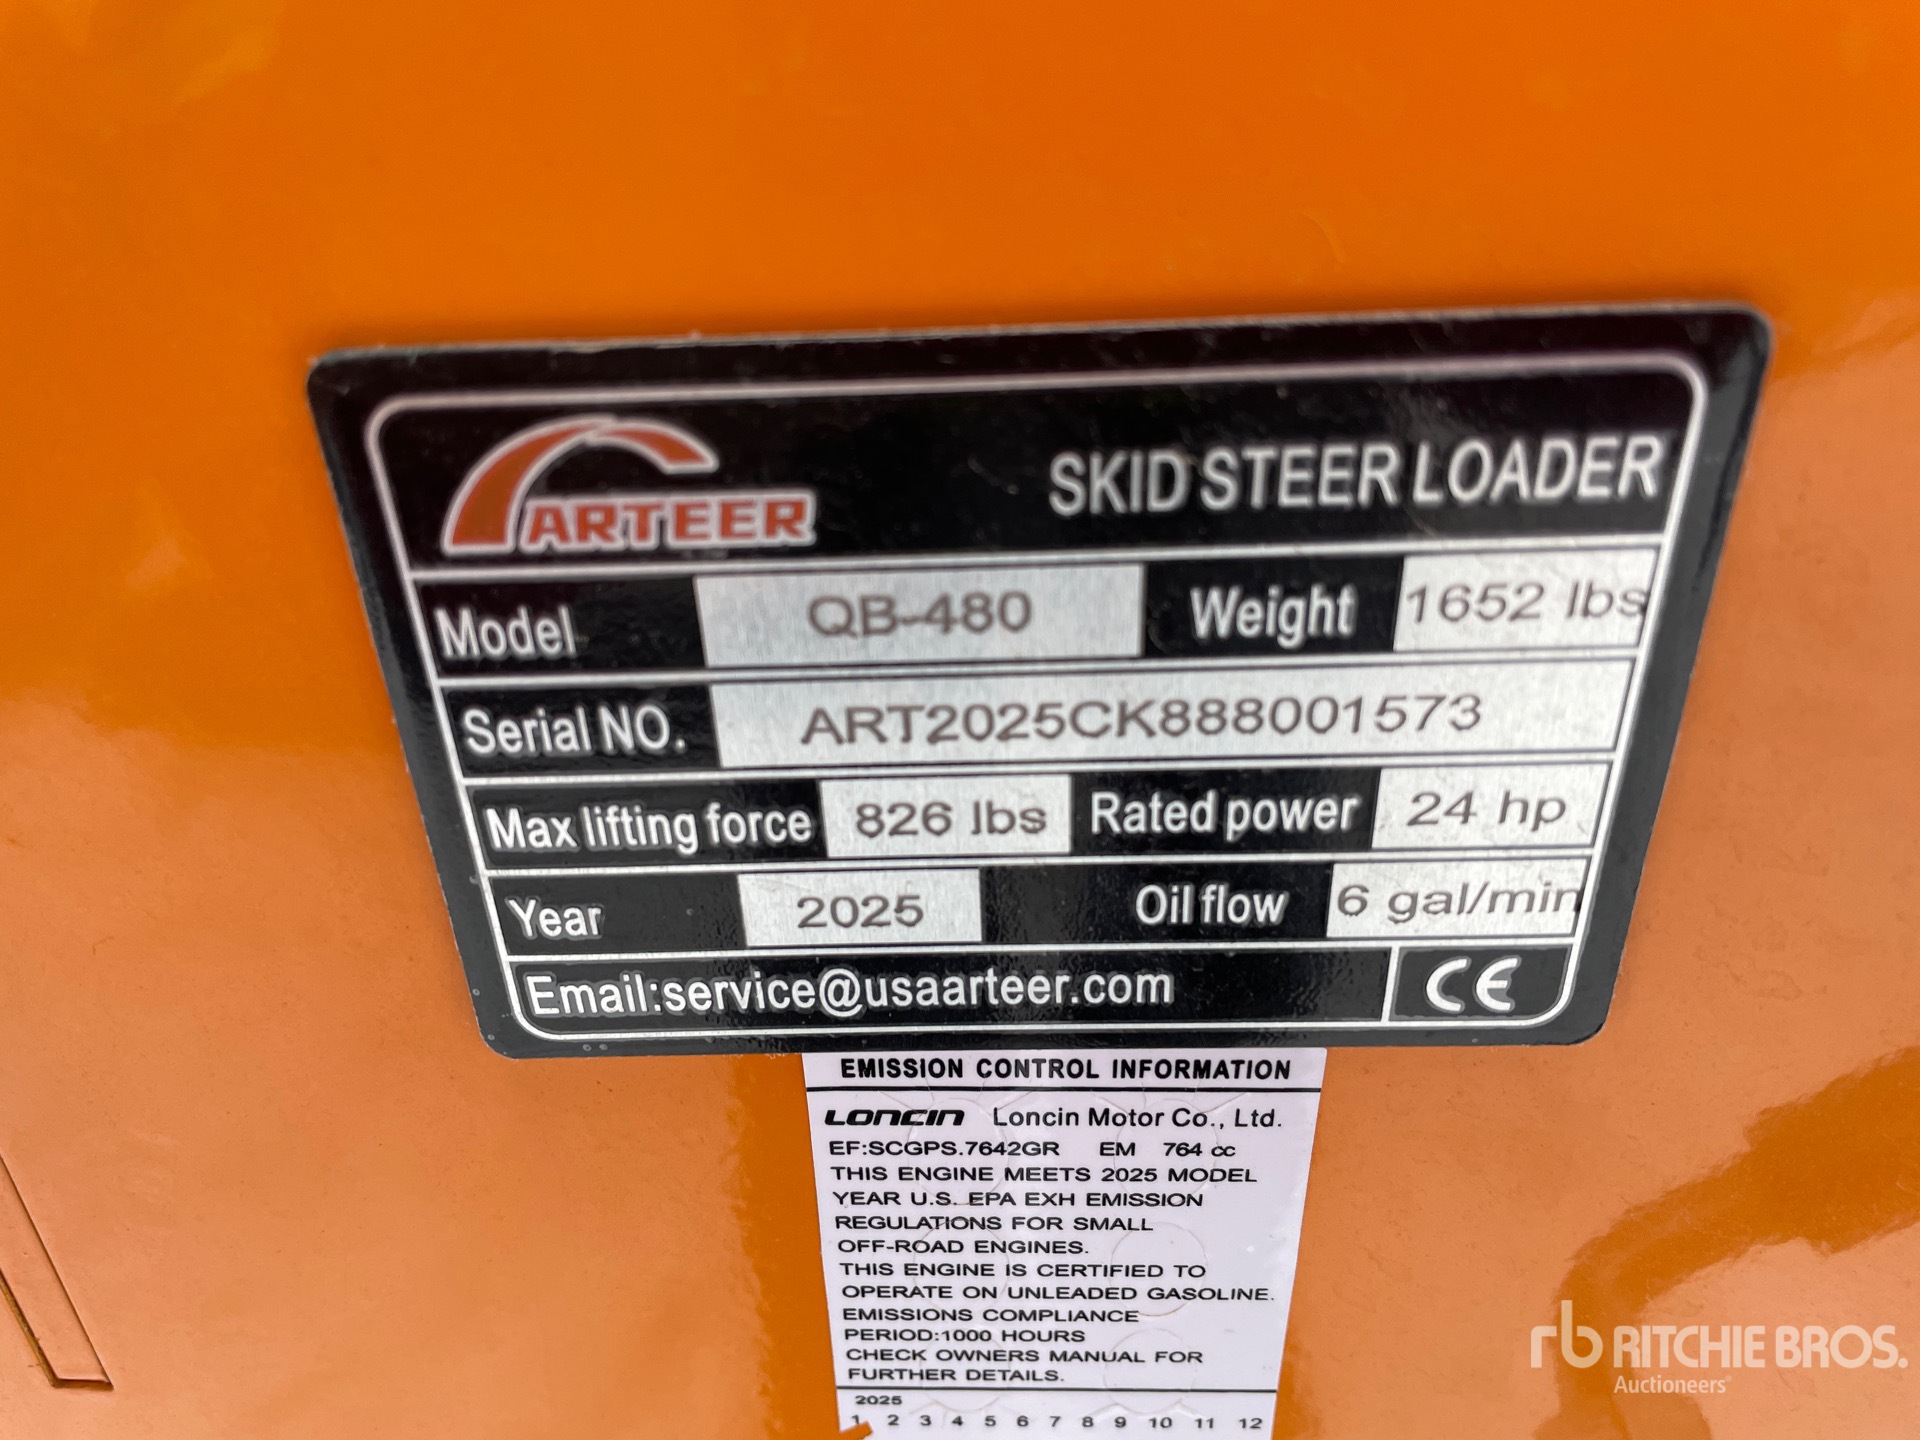 ARTEER SKID STEER LOADER
Model QB-480 Weight 1652 lbs
Serial NO. ART2025CK888001573
Max lifting force 826 lbs Rated power 24 hp
Year 2025 Oil flow 6 gal/min
Email:service@usaarteer.com CE
EMISSION CONTROL INFORMATION
LONCIN Loncin Motor Co., Ltd.
EF:SCGPS.7642GR EM 764 cc
THIS ENGINE MEETS 2025 MODEL
YEAR U.S. EPA EXH EMISSION
REGULATIONS FOR SMALL
OFF-ROAD ENGINES.
THIS ENGINE IS CERTIFIED TO
OPERATE ON UNLEADED GASOLINE.
EMISSIONS COMPLIANCE
PERIOD:1000 HOURS
CHECK OWNERS MANUAL FOR
FURTHER DETAILS.
2025
1 2 3 4 5 6 7 8 9 10 11 12
rb RITCHIE BROS.
Auctioneers